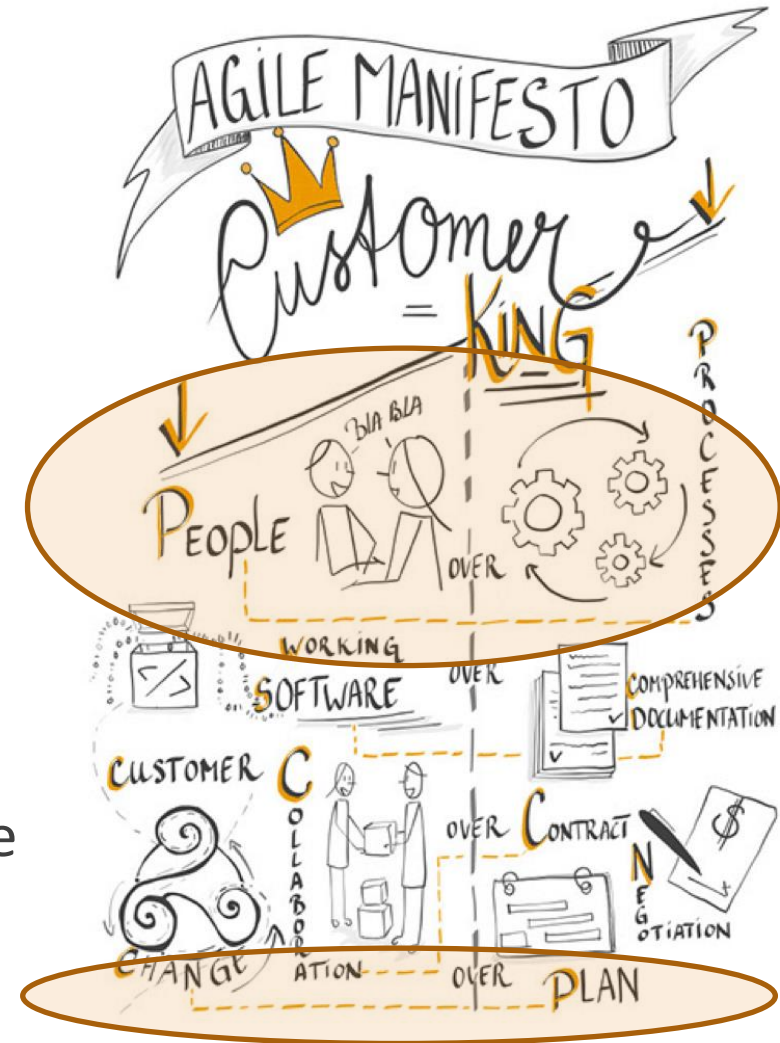 AGILE MANIFESTO
Customer
= KING
BLA BLA
PEOPLE OVER PROCESSES
WORKING SOFTWARE OVER COMPREHENSIVE DOCUMENTATION
</>
CUSTOMER COLLABORATION OVER CONTRACT NEGOTIATION
$
CHANGE OVER PLAN
e